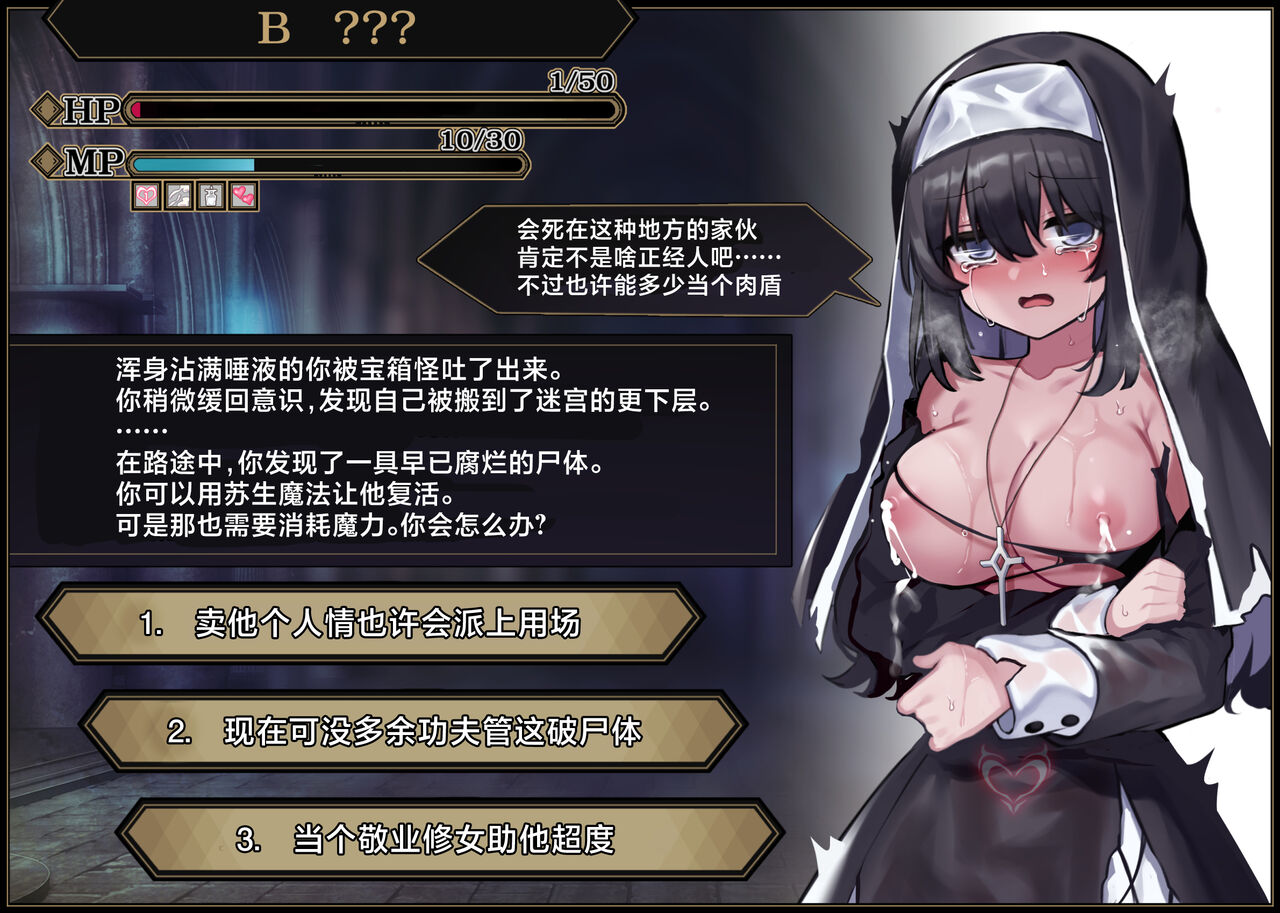 B ???
1/50
HP
10/30
MP
会死在这种地方的家伙
肯定不是啥正经人吧……
不过也许能多少当个肉盾
浑身沾满唾液的你被宝箱怪吐了出来。
你稍微缓回意识,发现自己被搬到了迷宫的更下层。
……
在路途中,你发现了一具早已腐烂的尸体。
你可以用苏生魔法让他复活。
可是那也需要消耗魔力。你会怎么办?
1. 卖他个人情也许会派上用场
2. 现在可没多余功夫管这破尸体
3. 当个敬业修女助他超度